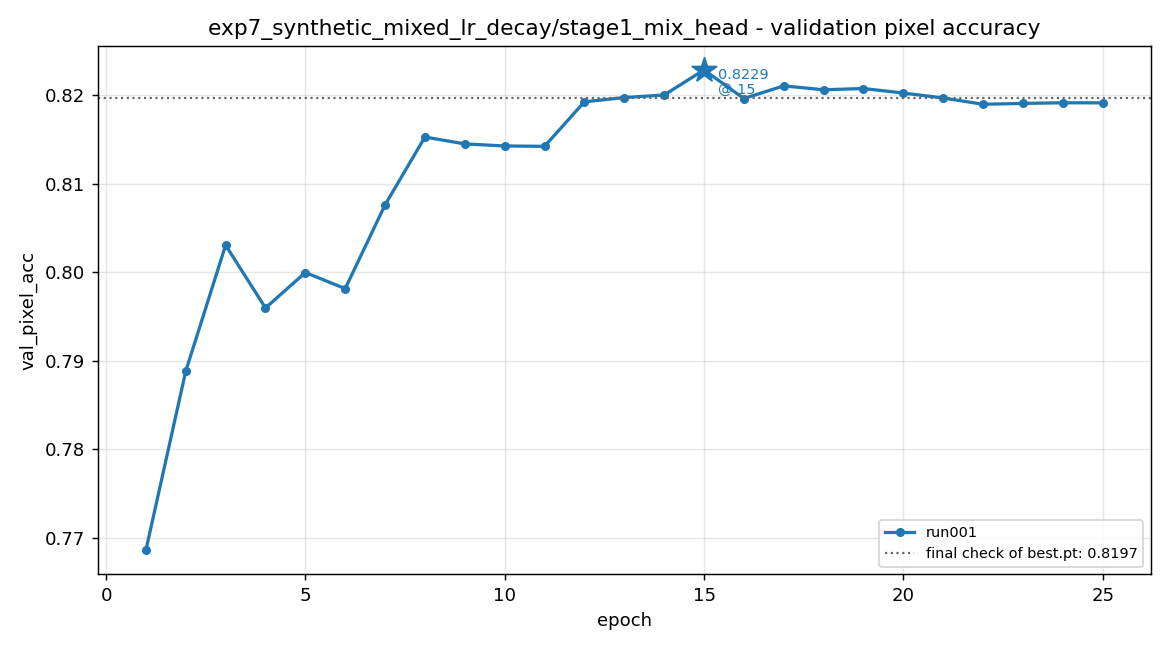 exp7_synthetic_mixed_lr_decay/stage1_mix_head - validation pixel accuracy
0.8229
@ 15
0.82
0.81
0.80
0.79
0.78
0.77
val_pixel_acc
run001
final check of best.pt: 0.8197
0 5 10 15 20 25
epoch